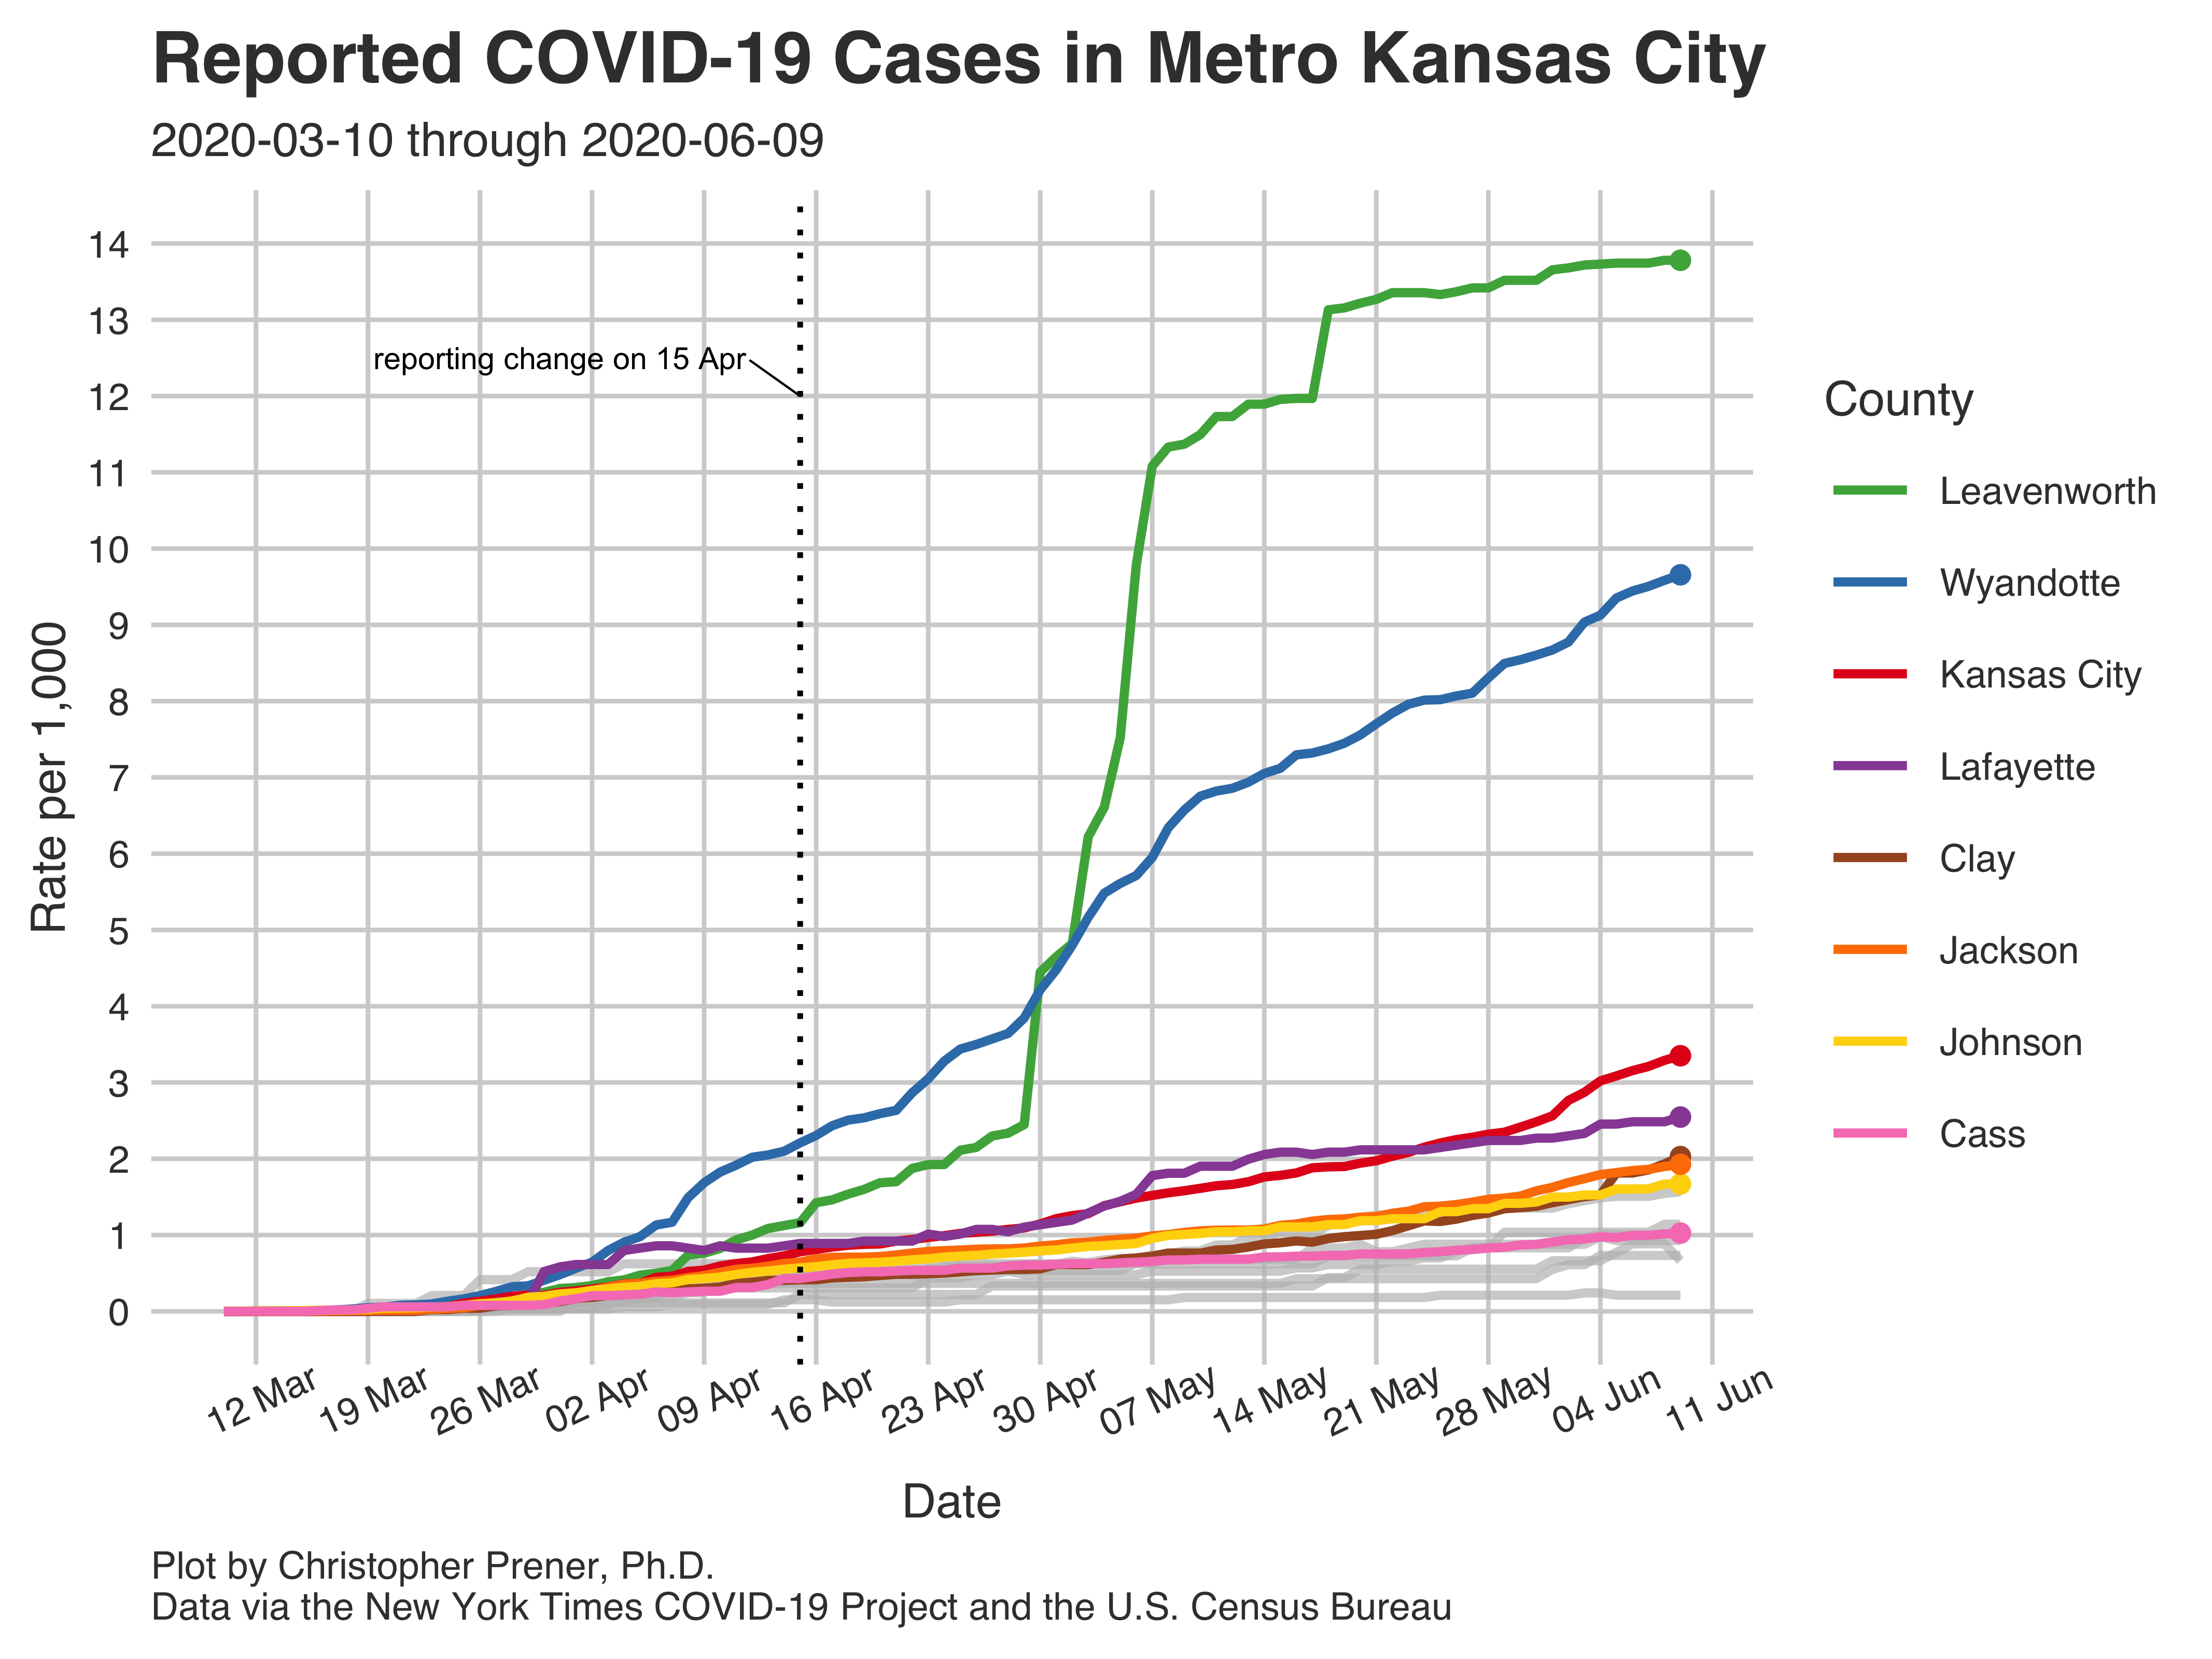 Reported COVID-19 Cases in Metro Kansas City
2020-03-10 through 2020-06-09
14
13
12
11
10
9
8
7
6
5
4
3
2
1
0
Rate per 1,000
reporting change on 15 Apr
12 Mar
19 Mar
26 Mar
02 Apr
09 Apr
16 Apr
23 Apr
30 Apr
07 May
14 May
21 May
28 May
04 Jun
11 Jun
Date
County
Leavenworth
Wyandotte
Kansas City
Lafayette
Clay
Jackson
Johnson
Cass
Plot by Christopher Prener, Ph.D.
Data via the New York Times COVID-19 Project and the U.S. Census Bureau